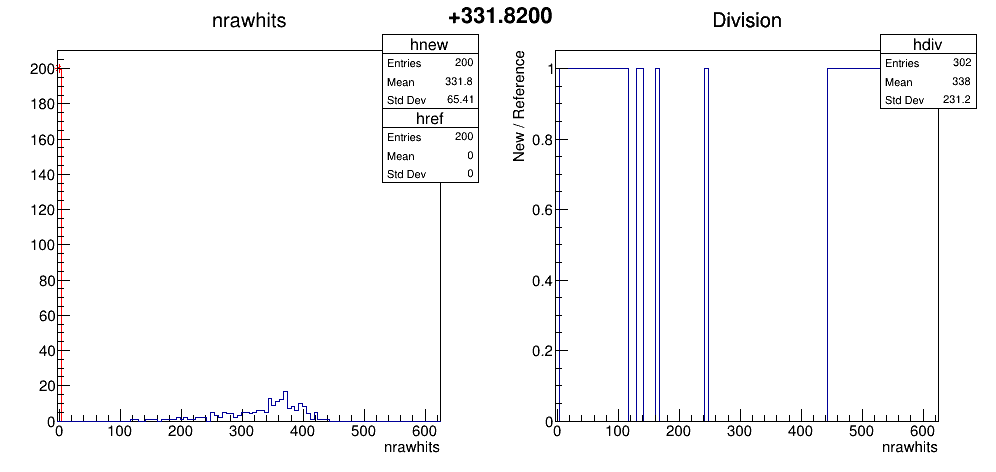 +331.8200
nrawhits
hnew
Entries 200
Mean 331.8
Std Dev 65.41
href
Entries 200
Mean 0
Std Dev 0
200
180
160
140
120
100
80
60
40
20
0
0 100 200 300 400 500 600
nrawhits
Division
hdiv
Entries 302
Mean 338
Std Dev 231.2
New / Reference
1
0.8
0.6
0.4
0.2
0
0 100 200 300 400 500 600
nrawhits